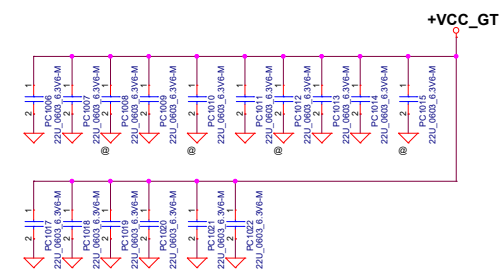 +VCC_GT
1
2
PC1006
22U_0603_6.3V6-M
1
2
PC1007
22U_0603_6.3V6-M
1
2
PC1008
22U_0603_6.3V6-M
@
1
2
PC1009
22U_0603_6.3V6-M
1
2
PC1010
22U_0603_6.3V6-M
@
1
2
PC1011
22U_0603_6.3V6-M
1
2
PC1012
22U_0603_6.3V6-M
@
1
2
PC1013
22U_0603_6.3V6-M
1
2
PC1014
22U_0603_6.3V6-M
1
2
PC1015
22U_0603_6.3V6-M
@
1
2
PC1017
22U_0603_6.3V6-M
1
2
PC1018
22U_0603_6.3V6-M
1
2
PC1019
22U_0603_6.3V6-M
1
2
PC1020
22U_0603_6.3V6-M
1
2
PC1021
22U_0603_6.3V6-M
1
2
PC1022
22U_0603_6.3V6-M